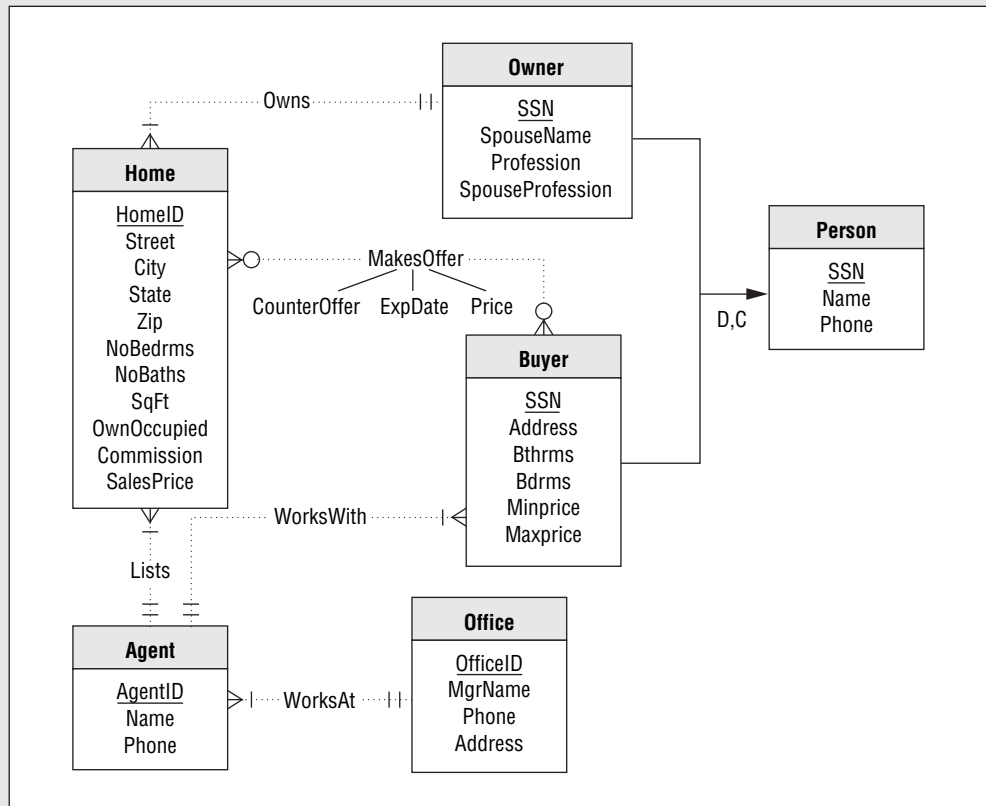 Owner
SSN
SpouseName
Profession
SpouseProfession
Owns
Home
HomeID
Street
City
State
Zip
NoBedrms
NoBaths
SqFt
OwnOccupied
Commission
SalesPrice
MakesOffer
CounterOffer ExpDate Price
Person
SSN
Name
Phone
D,C
Buyer
SSN
Address
Bthrms
Bdrms
Minprice
Maxprice
WorksWith
Lists
Agent
AgentID
Name
Phone
WorksAt
Office
OfficeID
MgrName
Phone
Address